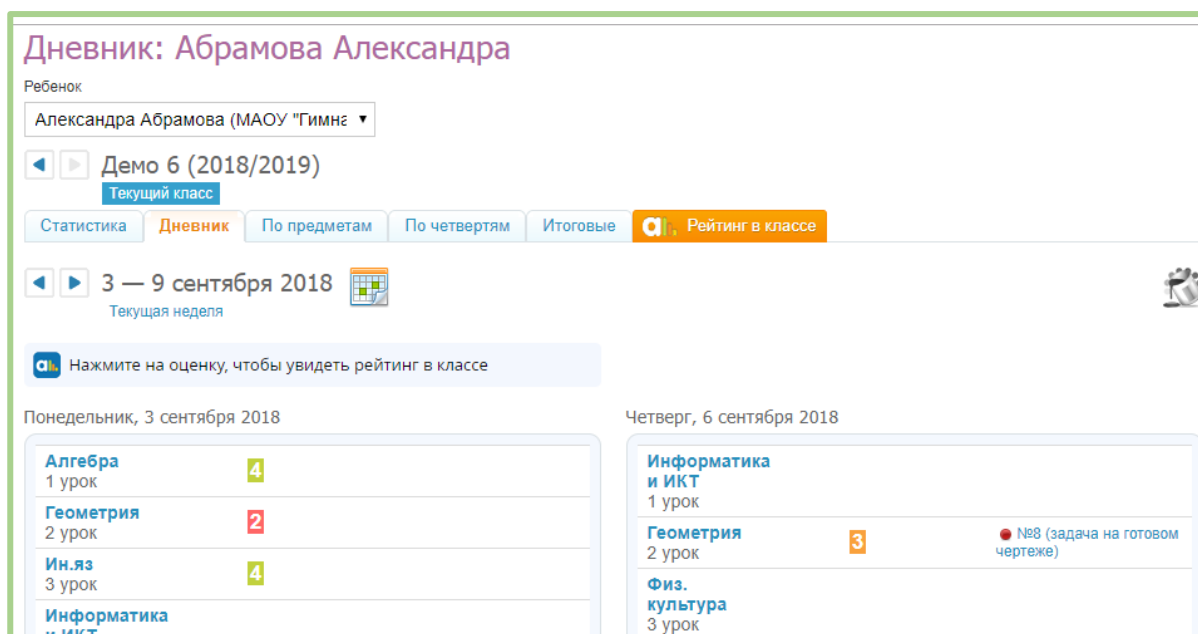 Дневник: Абрамова Александра
Ребенок
Александра Абрамова (МАОУ "Гимна
Демо 6 (2018/2019)
Текущий класс
Статистика
Дневник
По предметам
По четвертям
Итоговые
Рейтинг в классе
3 — 9 сентября 2018
Текущая неделя
Нажмите на оценку, чтобы увидеть рейтинг в классе
Понедельник, 3 сентября 2018
Алгебра
1 урок
4
Геометрия
2 урок
2
Ин.яз
3 урок
4
Информатика
и ИКТ
Четверг, 6 сентября 2018
Информатика
и ИКТ
1 урок
Геометрия
2 урок
3
№8 (задача на готовом
чертеже)
Физ.
культура
3 урок